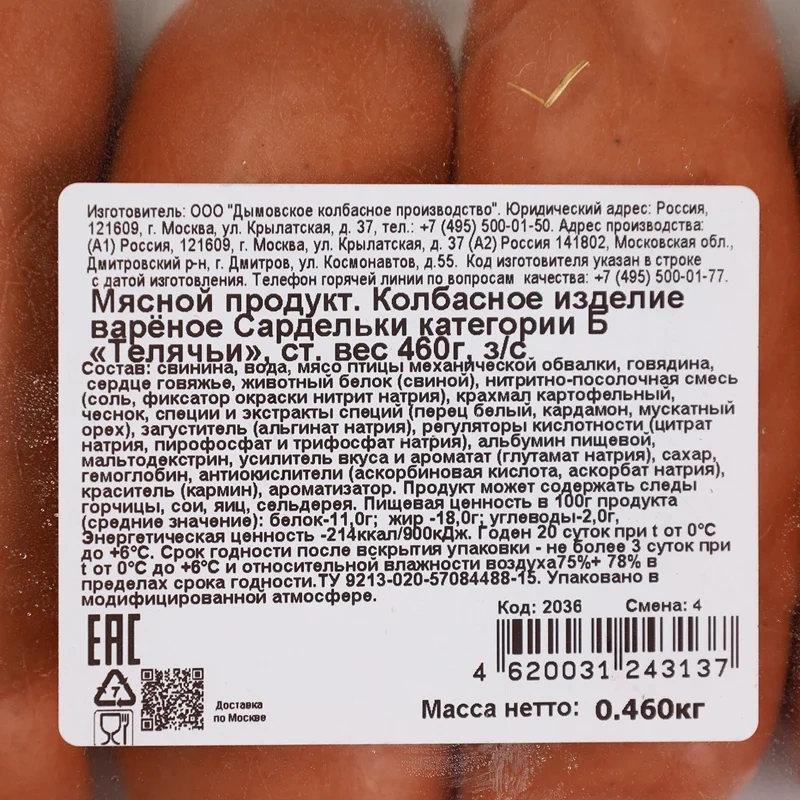 Изготовитель: ООО "Дымовское колбасное производство". Юридический адрес: Россия,
121609, г. Москва, ул. Крылатская, д. 37, тел.: +7 (495) 500-01-50. Адрес производства:
(А1) Россия, 121609, г. Москва, ул. Крылатская, д. 37 (А2) Россия 141802, Московская обл.,
Дмитровский р-н, г. Дмитров, ул. Космонавтов, д.55. Код изготовителя указан в строке
с датой изготовления. Телефон горячей линии по вопросам качества: +7 (495) 500-01-77.
Мясной продукт. Колбасное изделие
варёное Сардельки категории Б
«Телячьи», ст. вес 460г, з/с
Состав: свинина, вода, мясо птицы механической обвалки, говядина,
сердце говяжье, животный белок (свиной), нитритно-посолочная смесь
(соль, фиксатор окраски нитрит натрия), крахмал картофельный,
чеснок, специи и экстракты специй (перец белый, кардамон, мускатный
орех), загуститель (альгинат натрия), регуляторы кислотности (цитрат
натрия, пирофосфат и трифосфат натрия), альбумин пищевой,
мальтодекстрин, усилитель вкуса и аромата (глутамат натрия), сахар,
гемоглобин, антиокислители (аскорбиновая кислота, аскорбат натрия),
краситель (кармин), ароматизатор. Продукт может содержать следы
горчицы, сои, яиц, сельдерея. Пищевая ценность в 100г продукта
(средние значение): белок-11,0г; жир -18,0г; углеводы-2,0г,
Энергетическая ценность -214ккал/900кДж. Годен 20 суток при t от 0°С
до +6°С. Срок годности после вскрытия упаковки - не более 3 суток при
t от 0°С до +6°С и относительной влажности воздуха75%+ 78% в
пределах срока годности.ТУ 9213-020-57084488-15. Упаковано в
модифицированной атмосфере.
Код: 2036 Смена: 4
EAC
4 620031 243137
7
Доставка
по Москве
Масса нетто: 0.460кг